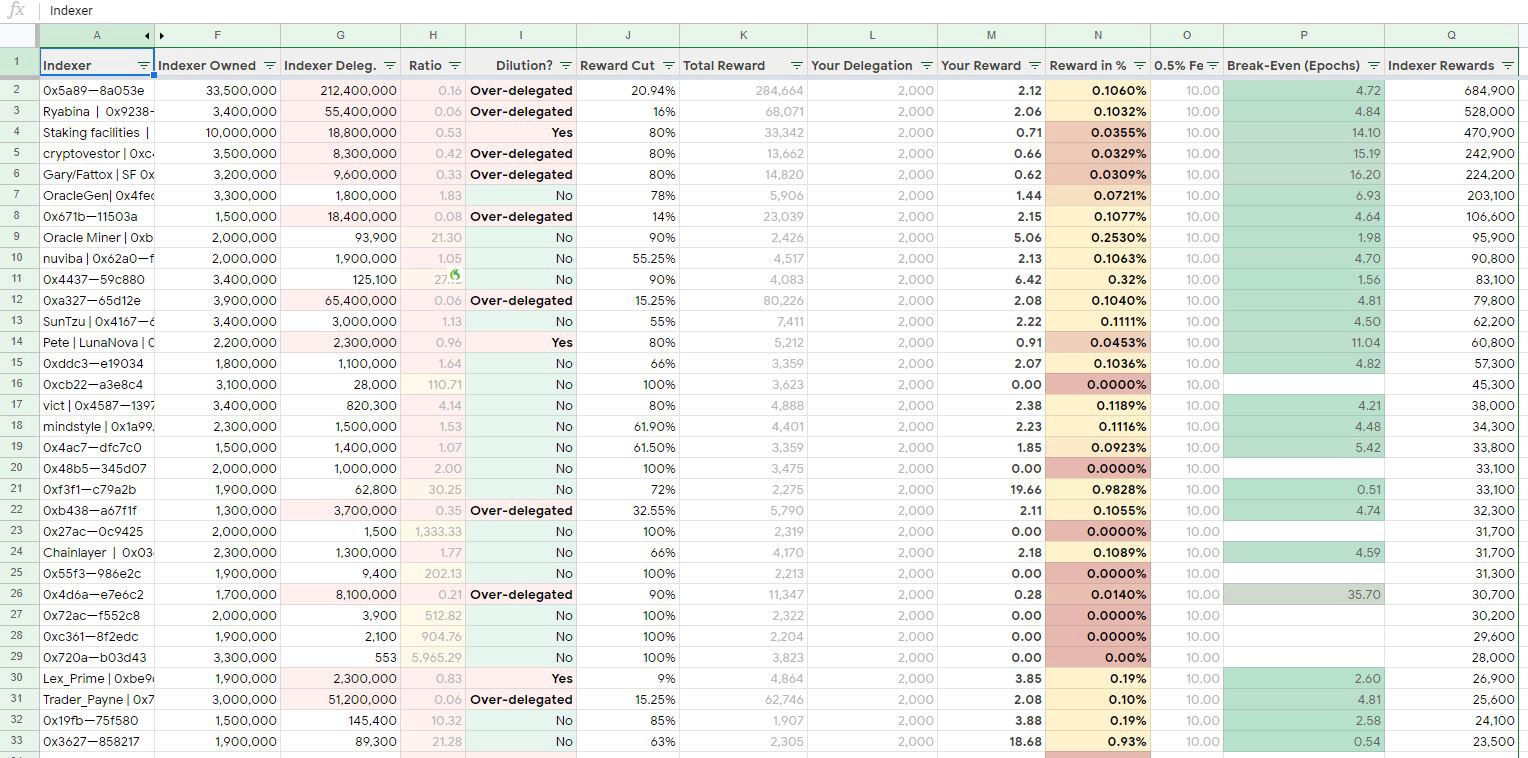 fx Indexer
A F G H I J K L M N O P Q
1 Indexer Indexer Owned Indexer Deleg. Ratio Dilution? Reward Cut Total Reward Your Delegation Your Reward Reward in % 0.5% Fe Break-Even (Epochs) Indexer Rewards
2 0x5a89—8a053e 33,500,000 212,400,000 0.16 Over-delegated 20.94% 284,664 2,000 2.12 0.1060% 10.00 4.72 684,900
3 Ryabina | 0x9238- 3,400,000 55,400,000 0.06 Over-delegated 16% 68,071 2,000 2.06 0.1032% 10.00 4.84 528,000
4 Staking facilities | 10,000,000 18,800,000 0.53 Yes 80% 33,342 2,000 0.71 0.0355% 10.00 14.10 470,900
5 cryptovestor | 0xc4 3,500,000 8,300,000 0.42 Over-delegated 80% 13,662 2,000 0.66 0.0329% 10.00 15.19 242,900
6 Gary/Fattox | SF 0x 3,200,000 9,600,000 0.33 Over-delegated 80% 14,820 2,000 0.62 0.0309% 10.00 16.20 224,200
7 OracleGen| 0x4fec 3,300,000 1,800,000 1.83 No 78% 5,906 2,000 1.44 0.0721% 10.00 6.93 203,100
8 0x671b—11503a 1,500,000 18,400,000 0.08 Over-delegated 14% 23,039 2,000 2.15 0.1077% 10.00 4.64 106,600
9 Oracle Miner | 0xb 2,000,000 93,900 21.30 No 90% 2,426 2,000 5.06 0.2530% 10.00 1.98 95,900
10 nuviba | 0x62a0—f 2,000,000 1,900,000 1.05 No 55.25% 4,517 2,000 2.13 0.1063% 10.00 4.70 90,800
11 0x4437—59c880 3,400,000 125,100 No 90% 4,083 2,000 6.42 0.32% 10.00 1.56 83,100
12 0xa327—65d12e 3,900,000 65,400,000 0.06 Over-delegated 15.25% 80,226 2,000 2.08 0.1040% 10.00 4.81 79,800
13 SunTzu | 0x4167—6 3,400,000 3,000,000 1.13 No 55% 7,411 2,000 2.22 0.1111% 10.00 4.50 62,200
14 Pete | LunaNova | 0 2,200,000 2,300,000 0.96 Yes 80% 5,212 2,000 0.91 0.0453% 10.00 11.04 60,800
15 0xddc3—e19034 1,800,000 1,100,000 1.64 No 66% 3,359 2,000 2.07 0.1036% 10.00 4.82 57,300
16 0xcb22—a3e8c4 3,100,000 28,000 110.71 No 100% 3,623 2,000 0.00 0.0000% 10.00 45,300
17 vict | 0x4587—1397 3,400,000 820,300 4.14 No 80% 4,888 2,000 2.38 0.1189% 10.00 4.21 38,000
18 mindstyle | 0x1a99. 2,300,000 1,500,000 1.53 No 61.90% 4,401 2,000 2.23 0.1116% 10.00 4.48 34,300
19 0x4ac7—dfc7c0 1,500,000 1,400,000 1.07 No 61.50% 3,359 2,000 1.85 0.0923% 10.00 5.42 33,800
20 0x48b5—345d07 2,000,000 1,000,000 2.00 No 100% 3,475 2,000 0.00 0.0000% 10.00 33,100
21 0xf3f1—c79a2b 1,900,000 62,800 30.25 No 72% 2,275 2,000 19.66 0.9828% 10.00 0.51 33,100
22 0xb438—a67f1f 1,300,000 3,700,000 0.35 Over-delegated 32.55% 5,790 2,000 2.11 0.1055% 10.00 4.74 32,300
23 0x27ac—0c9425 2,000,000 1,500 1,333.33 No 100% 2,319 2,000 0.00 0.0000% 10.00 31,700
24 Chainlayer | 0x03 2,300,000 1,300,000 1.77 No 66% 4,170 2,000 2.18 0.1089% 10.00 4.59 31,700
25 0x55f3—986e2c 1,900,000 9,400 202.13 No 100% 2,213 2,000 0.00 0.0000% 10.00 31,300
26 0x4d6a—e7e6c2 1,700,000 8,100,000 0.21 Over-delegated 90% 11,347 2,000 0.28 0.0140% 10.00 35.70 30,700
27 0x72ac—f552c8 2,000,000 3,900 512.82 No 100% 2,322 2,000 0.00 0.0000% 10.00 30,200
28 0xc361—8f2edc 1,900,000 2,100 904.76 No 100% 2,204 2,000 0.00 0.0000% 10.00 29,600
29 0x720a—b03d43 3,300,000 553 5,965.29 No 100% 3,823 2,000 0.00 0.00% 10.00 28,000
30 Lex_Prime | 0xbe9 1,900,000 2,300,000 0.83 Yes 9% 4,864 2,000 3.85 0.19% 10.00 2.60 26,900
31 Trader_Payne | 0x7 3,000,000 51,200,000 0.06 Over-delegated 15.25% 62,746 2,000 2.08 0.10% 10.00 4.81 25,600
32 0x19fb—75f580 1,500,000 145,400 10.32 No 85% 1,907 2,000 3.88 0.19% 10.00 2.58 24,100
33 0x3627—858217 1,900,000 89,300 21.28 No 63% 2,305 2,000 18.68 0.93% 10.00 0.54 23,500